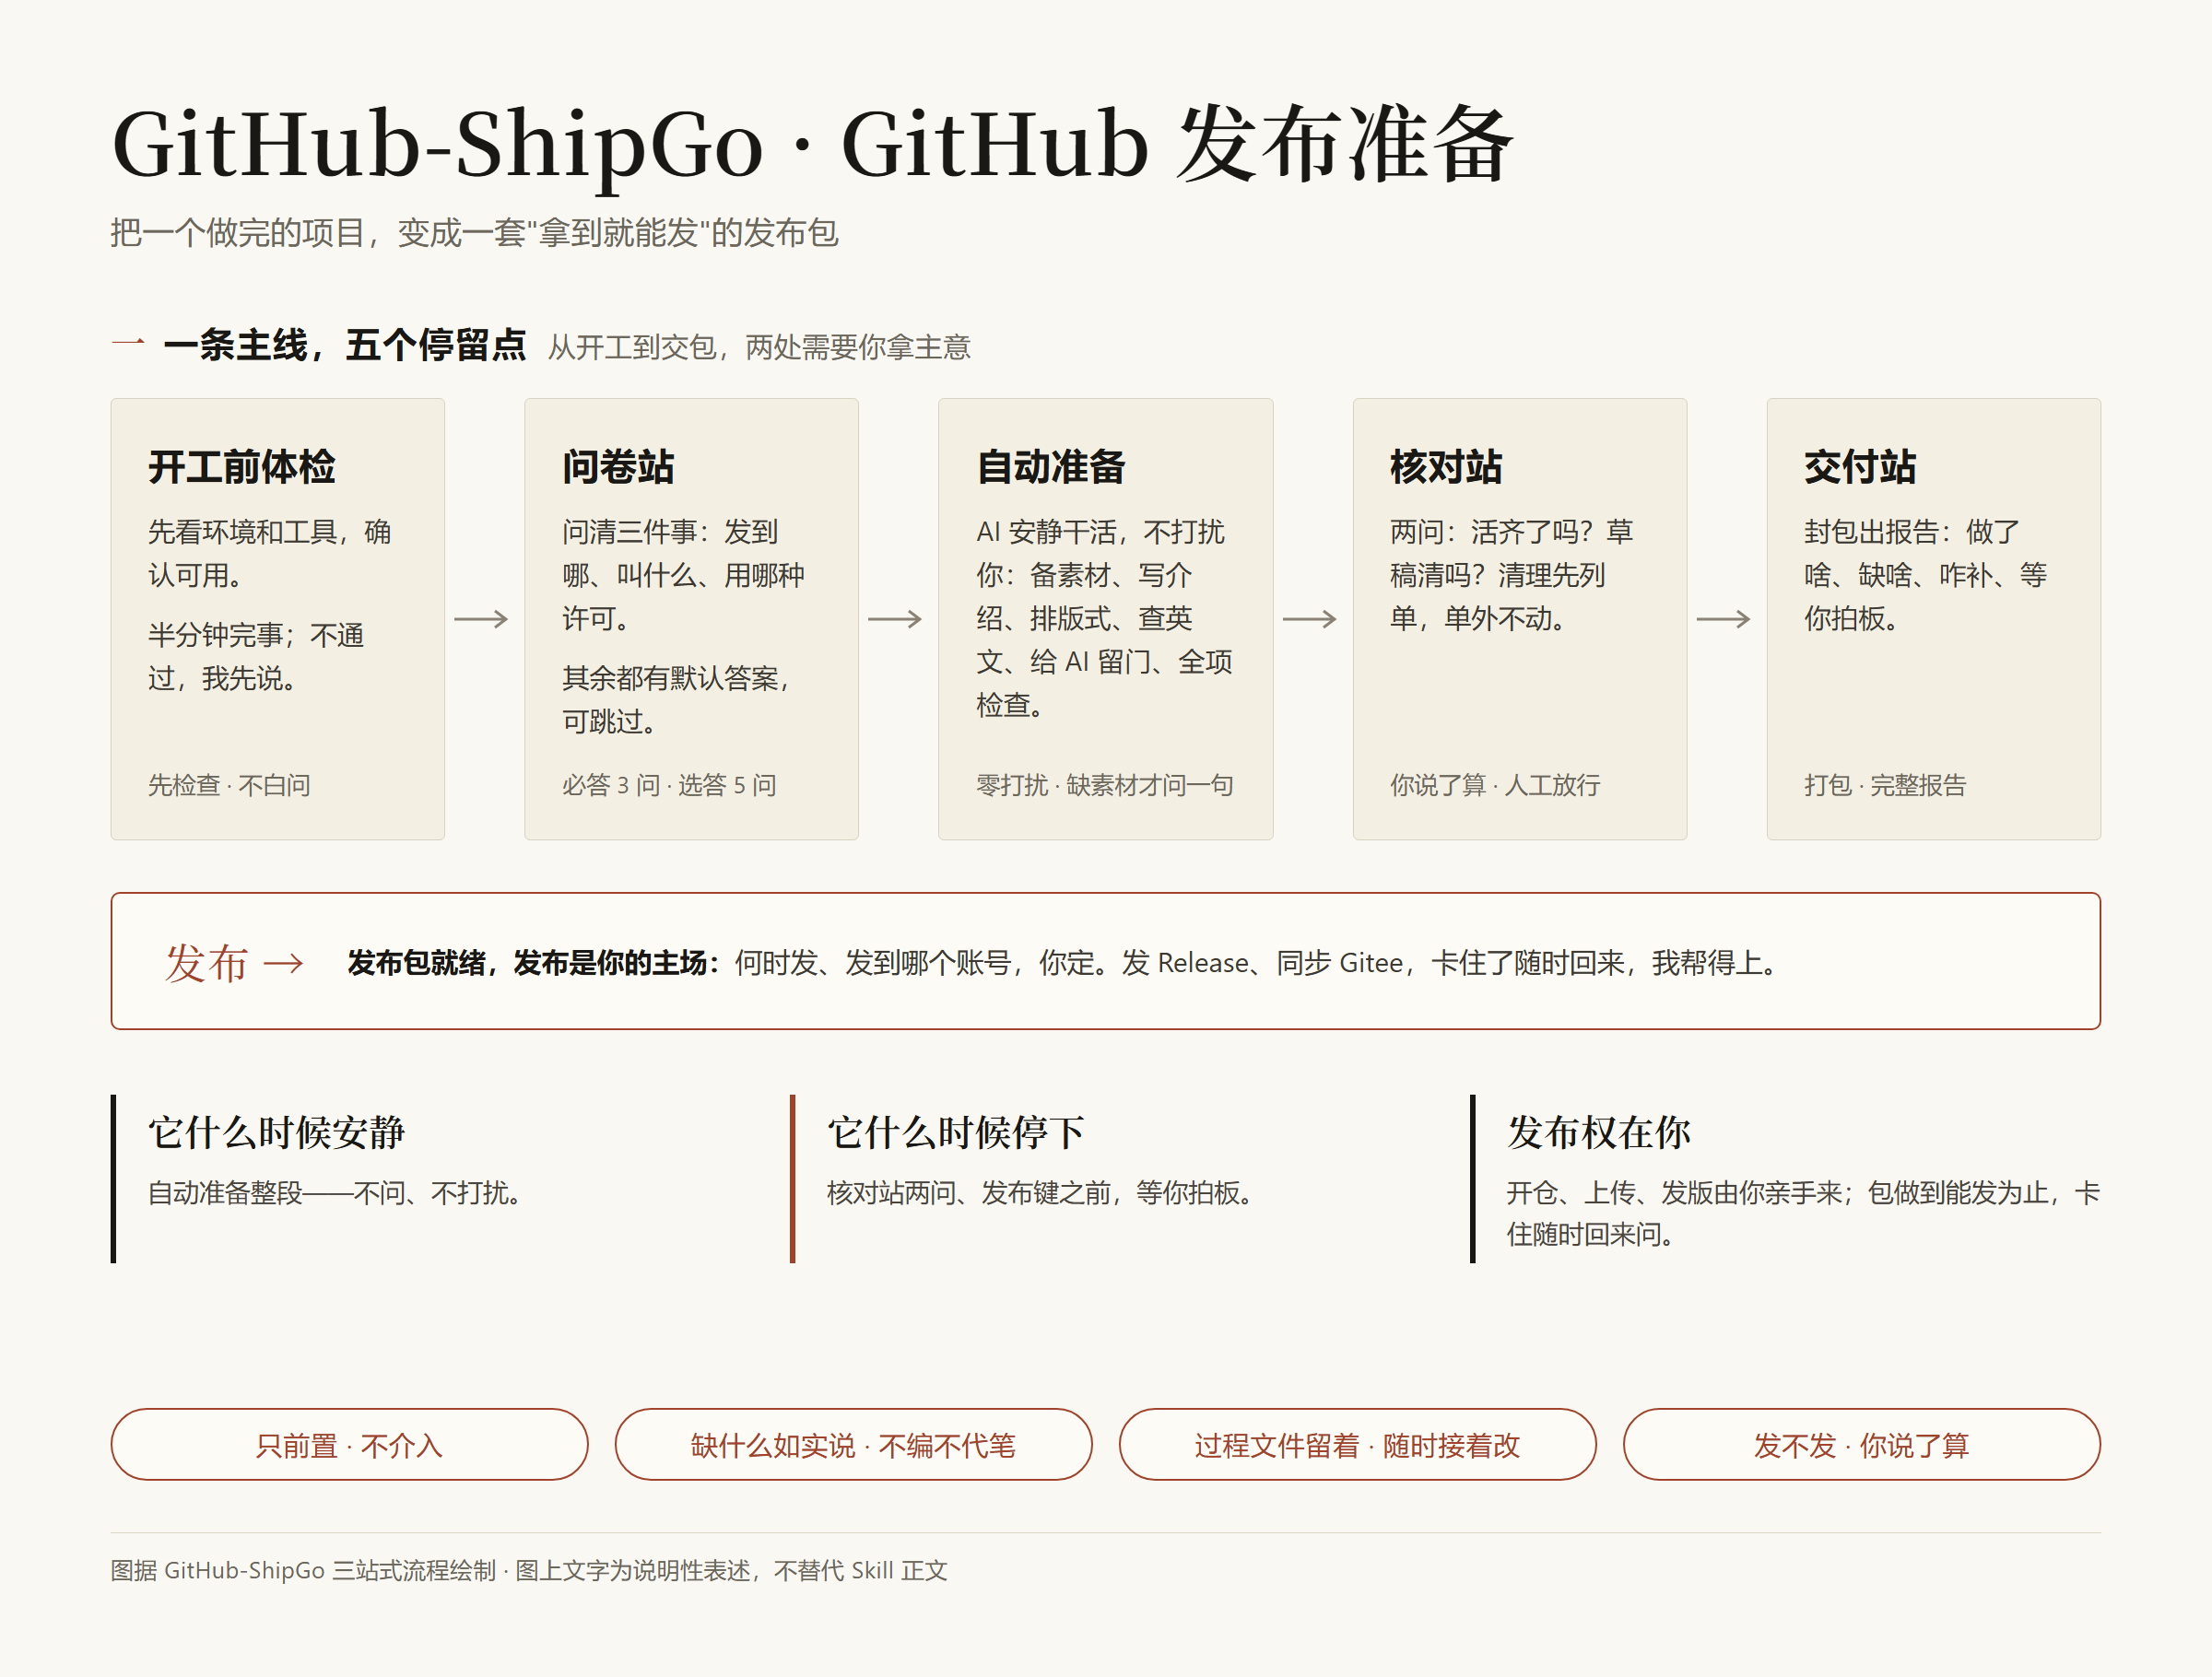 GitHub-ShipGo · GitHub 发布准备
把一个做完的项目，变成一套"拿到就能发"的发布包
一 一条主线，五个停留点 从开工到交包，两处需要你拿主意
开工前体检
先看环境和工具，确
认可用。
半分钟完事；不通
过，我先说。
先检查 · 不白问
问卷站
问清三件事：发到
哪、叫什么、用哪种
许可。
其余都有默认答案，
可跳过。
必答 3 问 · 选答 5 问
自动准备
AI 安静干活，不打扰
你：备素材、写介
绍、排版式、查英
文、给 AI 留门、全项
检查。
零打扰 · 缺素材才问一句
核对站
两问：活齐了吗？草
稿清吗？清理先列
单，单外不动。
你说了算 · 人工放行
交付站
封包出报告：做了
啥、缺啥、咋补、等
你拍板。
打包 · 完整报告
发布 → 发布包就绪，发布是你的主场：何时发、发到哪个账号，你定。发 Release、同步 Gitee，卡住了随时回来，我帮得上。
它什么时候安静
自动准备整段——不问、不打扰。
它什么时候停下
核对站两问、发布键之前，等你拍板。
发布权在你
开仓、上传、发版由你亲手来；包做到能发为止，卡
住随时回来问。
只前置 · 不介入
缺什么如实说 · 不编不代笔
过程文件留着 · 随时接着改
发不发 · 你说了算
图据 GitHub-ShipGo 三站式流程绘制 · 图上文字为说明性表述，不替代 Skill 正文